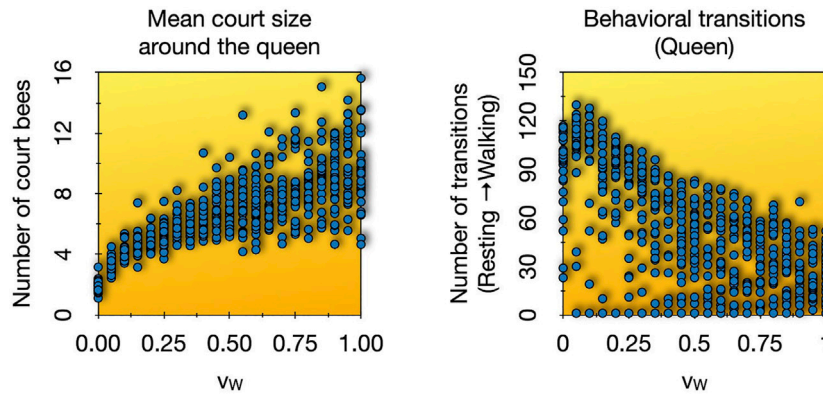 Mean court size
around the queen
Number of court bees
16
12
8
4
0
0.00 0.25 0.50 0.75 1.00
vW
Behavioral transitions
(Queen)
Number of transitions
(Resting →Walking)
150
120
90
60
30
0
0 0.25 0.5 0.75 1
vW